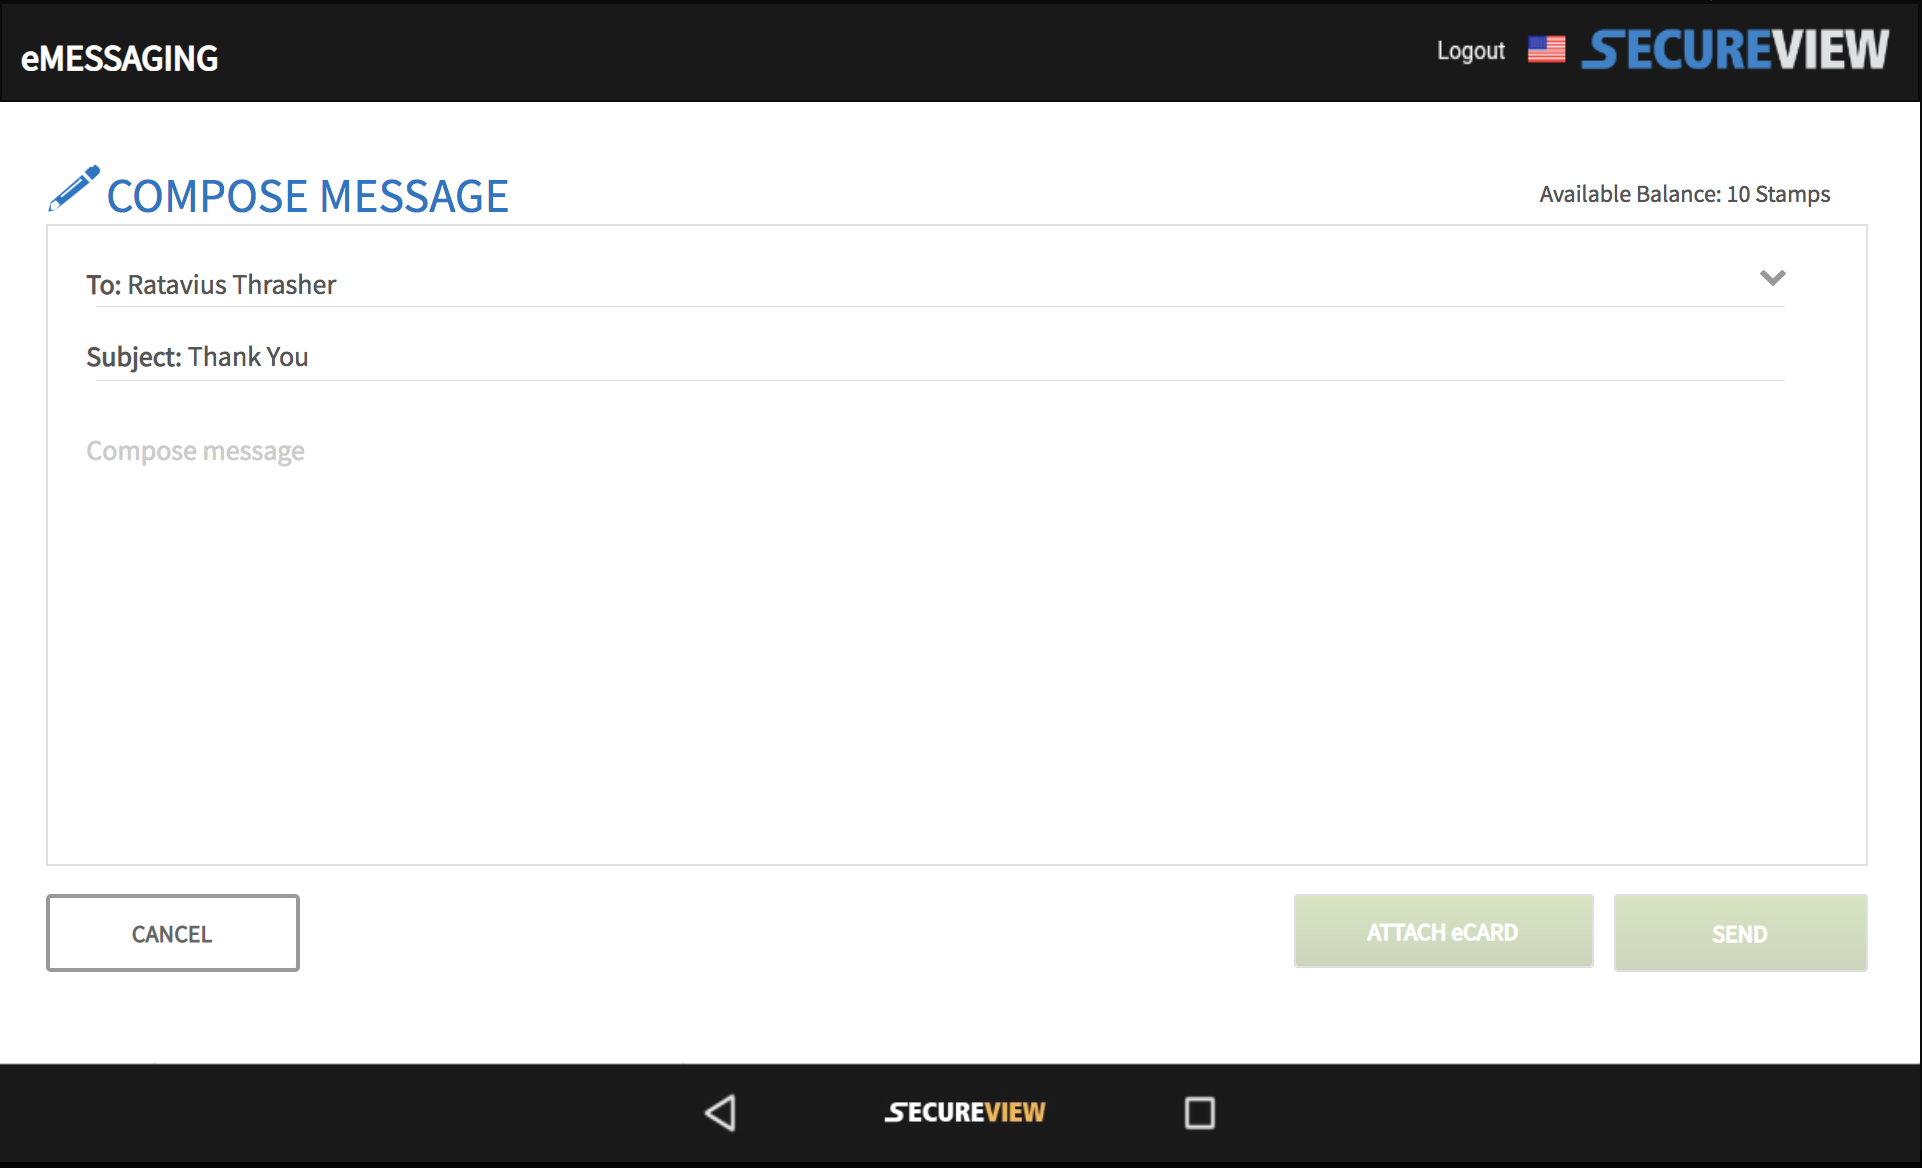 eMESSAGING
Logout
SECUREVIEW
COMPOSE MESSAGE
Available Balance: 10 Stamps
To: Ratavius Thrasher
Subject: Thank You
Compose message
CANCEL
ATTACH eCARD
SEND
SECUREVIEW